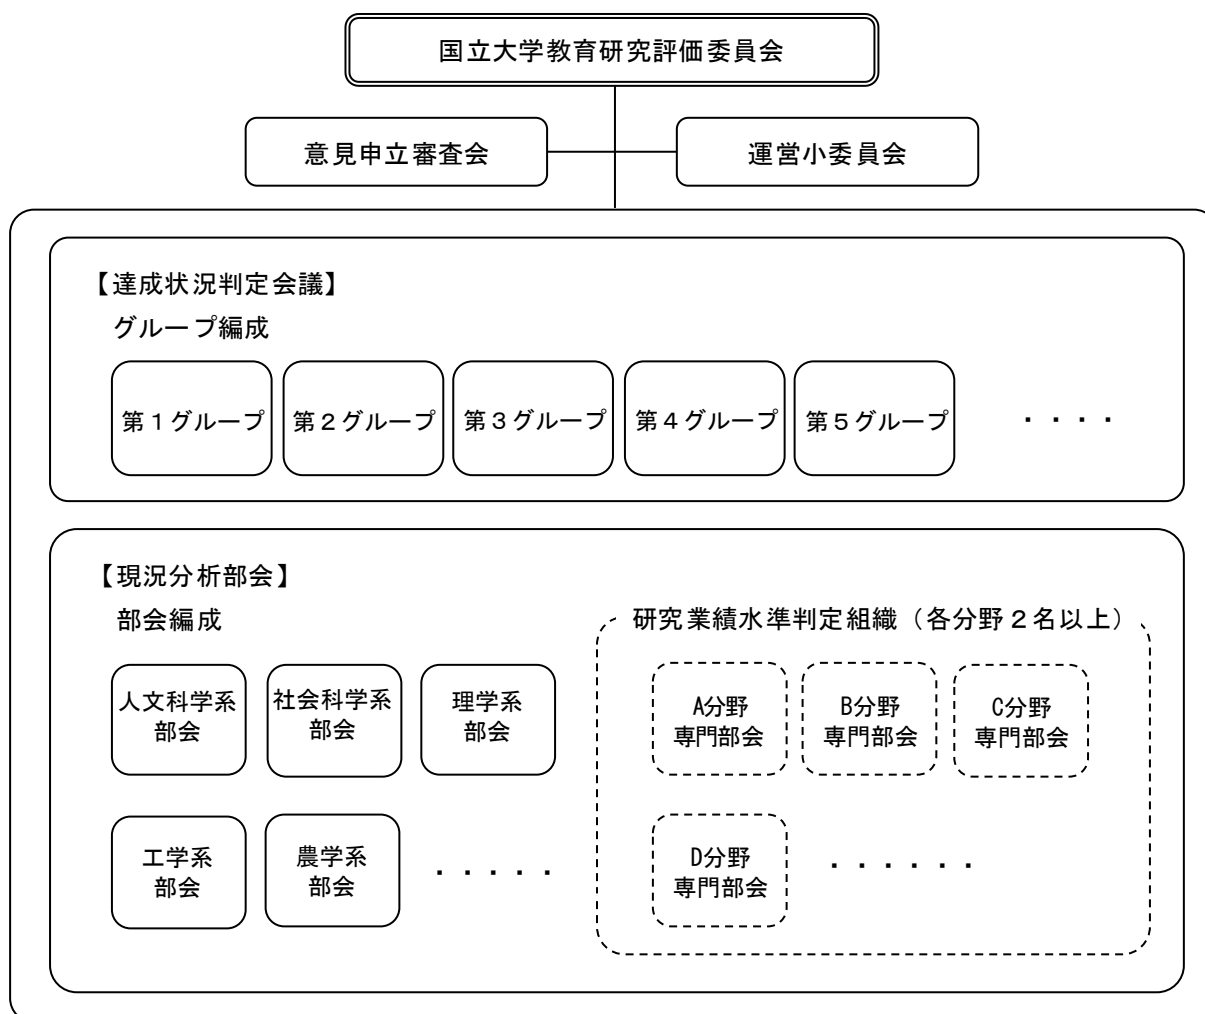 国立大学教育研究評価委員会
意見申立審査会
運営小委員会
【達成状況判定会議】
グループ編成
第１グループ
第２グループ
第３グループ
第４グループ
第５グループ
・・・・
【現況分析部会】
部会編成
人文科学系
部会
社会科学系
部会
理学系
部会
工学系
部会
農学系
部会
・・・・・
研究業績水準判定組織（各分野２名以上）
A分野
専門部会
B分野
専門部会
C分野
専門部会
D分野
専門部会
・・・・・・